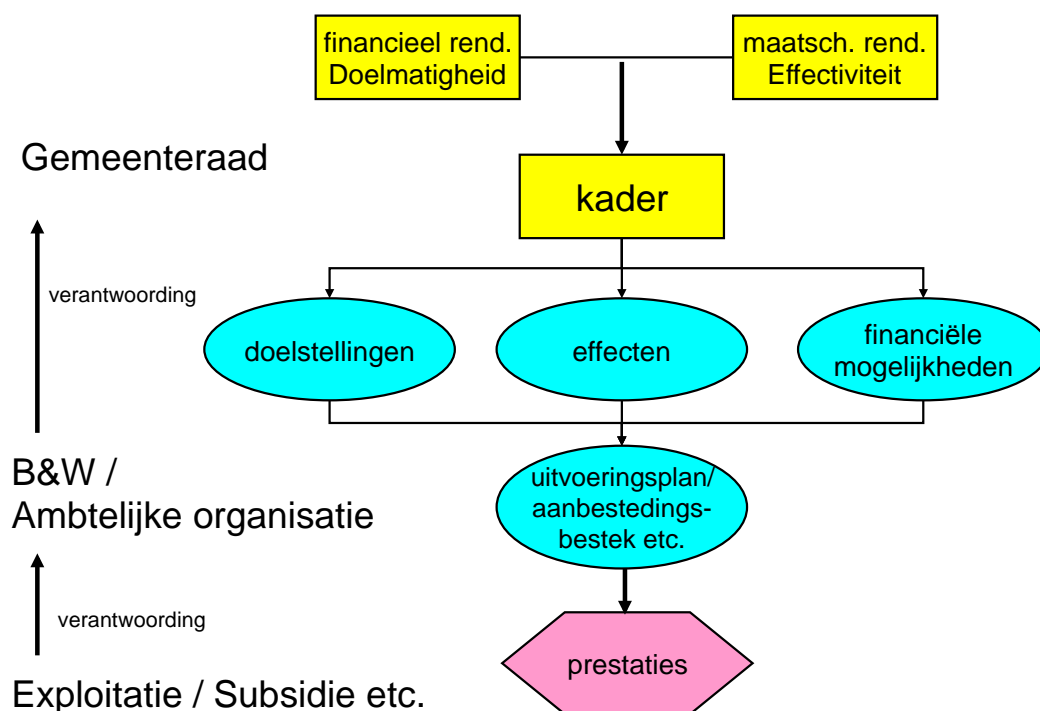 financieel rend.
Doelmatigheid
maatsch. rend.
Effectiviteit
Gemeenteraad
kader
verantwoording
doelstellingen
effecten
financiële
mogelijkheden
B&W /
Ambtelijke organisatie
uitvoeringsplan/
aanbestedings-
bestek etc.
verantwoording
prestaties
Exploitatie / Subsidie etc.